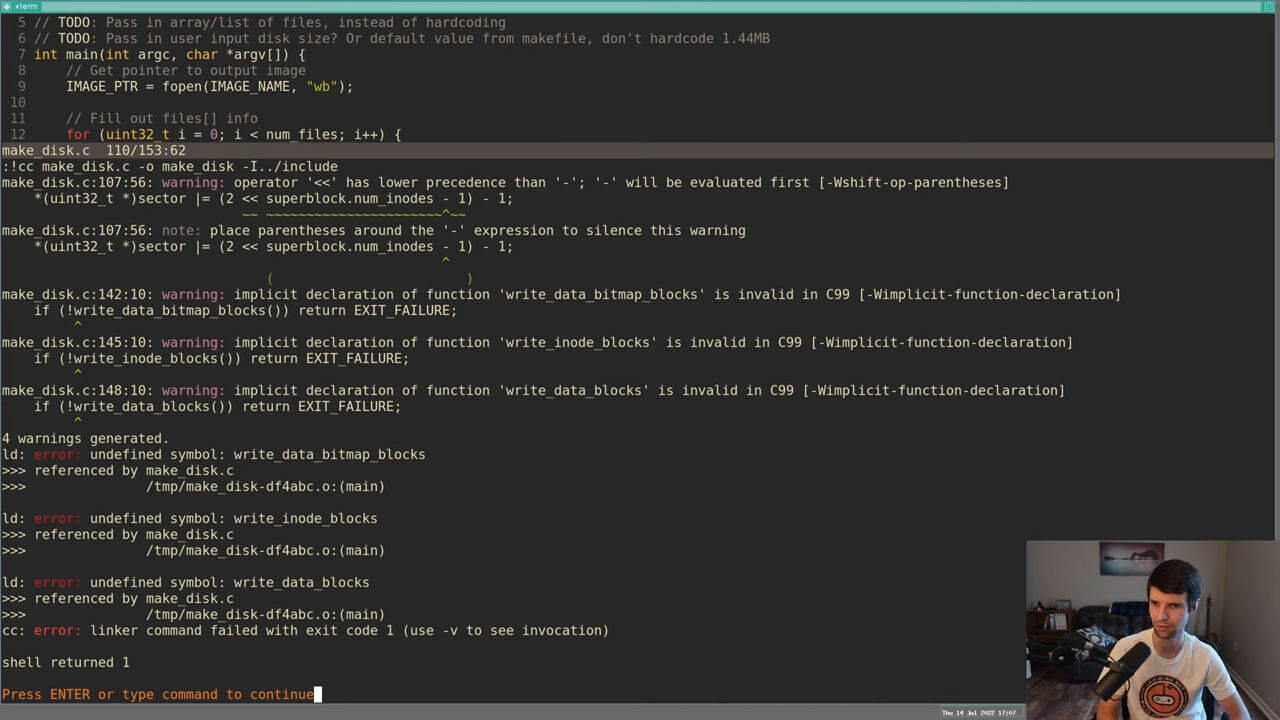 xterm
5 // TODO: Pass in array/list of files, instead of hardcoding
6 // TODO: Pass in user input disk size? Or default value from makefile, don't hardcode 1.44MB
7 int main(int argc, char *argv[]) {
8     // Get pointer to output image
9     IMAGE_PTR = fopen(IMAGE_NAME, "wb");
10
11     // Fill out files[] info
12     for (uint32_t i = 0; i < num_files; i++) {
make_disk.c  110/153:62
:!cc make_disk.c -o make_disk -I../include
make_disk.c:107:56: warning: operator '<<' has lower precedence than '-'; '-' will be evaluated first [-Wshift-op-parentheses]
    *(uint32_t *)sector |= (2 << superblock.num_inodes - 1) - 1;
                              ~~ ~~~~~~~~~~~~~~~~~~~~~~^~~
make_disk.c:107:56: note: place parentheses around the '-' expression to silence this warning
    *(uint32_t *)sector |= (2 << superblock.num_inodes - 1) - 1;
                                                       ^
                                 (                        )
make_disk.c:142:10: warning: implicit declaration of function 'write_data_bitmap_blocks' is invalid in C99 [-Wimplicit-function-declaration]
    if (!write_data_bitmap_blocks()) return EXIT_FAILURE;
         ^
make_disk.c:145:10: warning: implicit declaration of function 'write_inode_blocks' is invalid in C99 [-Wimplicit-function-declaration]
    if (!write_inode_blocks()) return EXIT_FAILURE;
         ^
make_disk.c:148:10: warning: implicit declaration of function 'write_data_blocks' is invalid in C99 [-Wimplicit-function-declaration]
    if (!write_data_blocks()) return EXIT_FAILURE;
         ^
4 warnings generated.
ld: error: undefined symbol: write_data_bitmap_blocks
>>> referenced by make_disk.c
>>>               /tmp/make_disk-df4abc.o:(main)

ld: error: undefined symbol: write_inode_blocks
>>> referenced by make_disk.c
>>>               /tmp/make_disk-df4abc.o:(main)

ld: error: undefined symbol: write_data_blocks
>>> referenced by make_disk.c
>>>               /tmp/make_disk-df4abc.o:(main)
cc: error: linker command failed with exit code 1 (use -v to see invocation)

shell returned 1

Press ENTER or type command to continue
Thu 14 Jul 2022 17:07